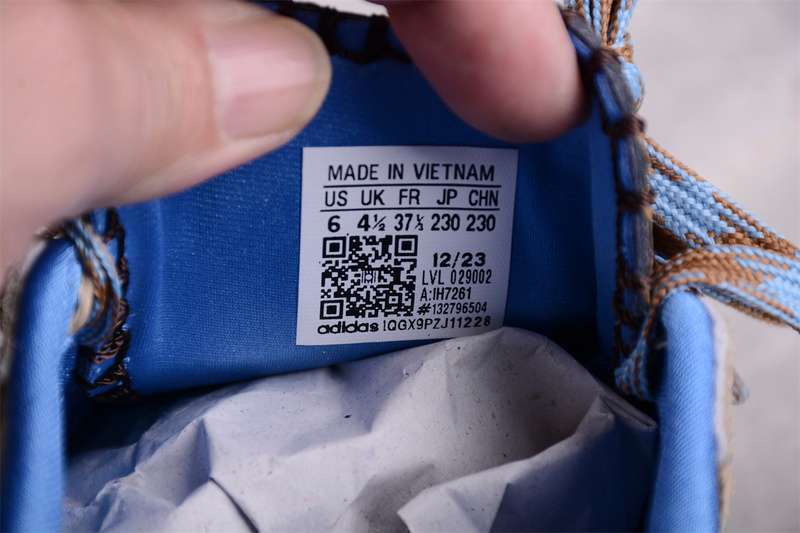 MADE IN VIETNAM
US UK FR JP CHN
6 4½ 37⅓ 230 230
12/23
LVL 029002
A:IH7261
#132796504
adidas 1QGX9PZJ11228